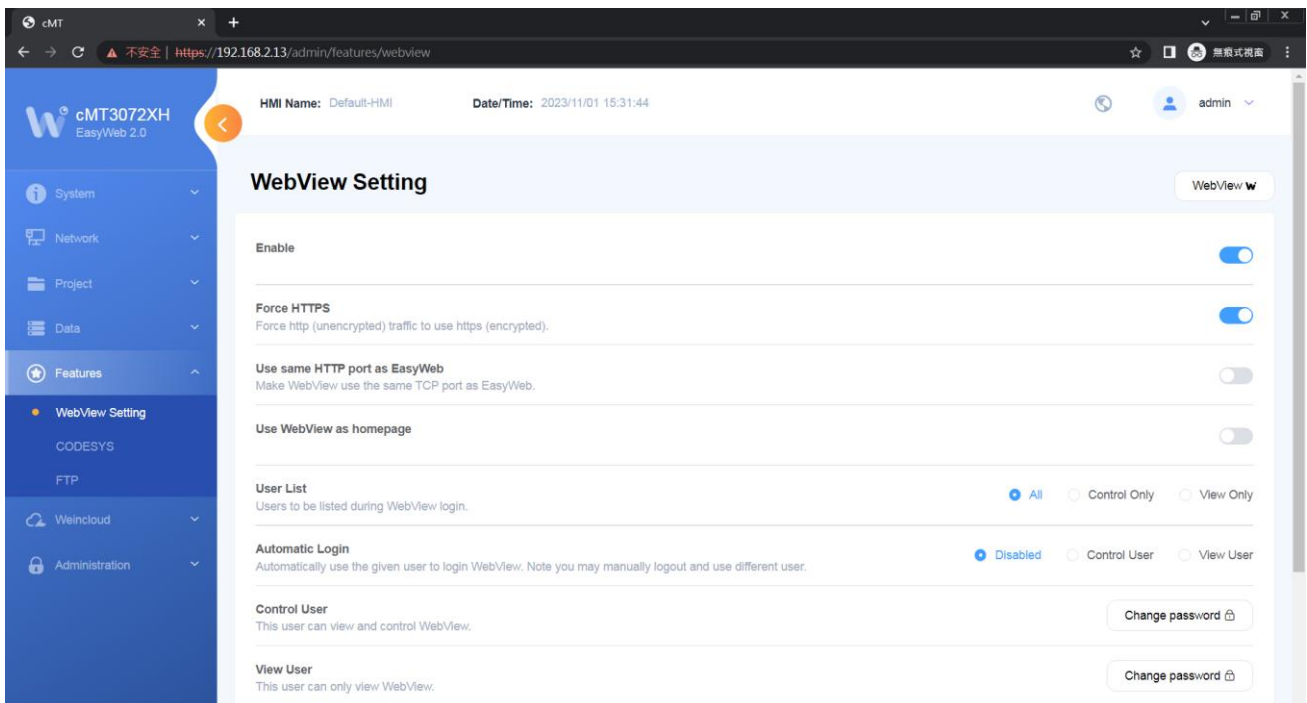 cMT
不安全 | https://192.168.2.13/admin/features/webview
無痕式視窗
cMT3072XH
EasyWeb 2.0
HMI Name: Default-HMI Date/Time: 2023/11/01 15:31:44
admin
System
Network
Project
Data
Features
WebView Setting
CODESYS
FTP
Weincloud
Administration
WebView Setting
WebView
Enable
Force HTTPS
Force http (unencrypted) traffic to use https (encrypted).
Use same HTTP port as EasyWeb
Make WebView use the same TCP port as EasyWeb.
Use WebView as homepage
User List
Users to be listed during WebView login.
All Control Only View Only
Automatic Login
Automatically use the given user to login WebView. Note you may manually logout and use different user.
Disabled Control User View User
Control User
This user can view and control WebView.
Change password
View User
This user can only view WebView.
Change password